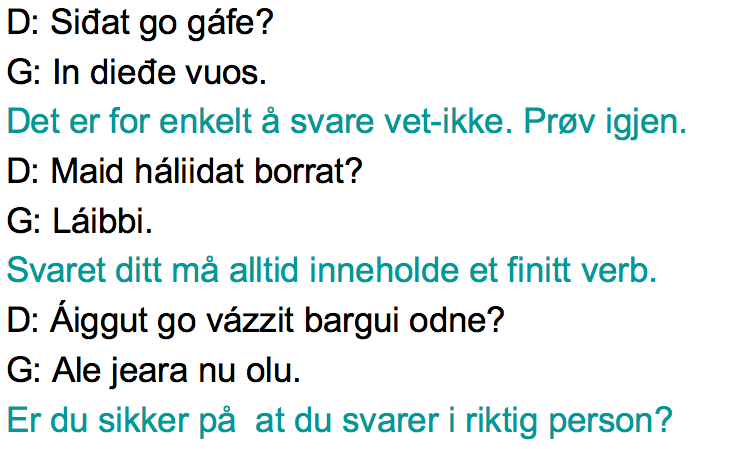 D: Siđat go gáfe?
G: In dieđe vuos.
Det er for enkelt å svare vet-ikke. Prøv igjen.
D: Maid háliidat borrat?
G: Láibbi.
Svaret ditt må alltid inneholde et finitt verb.
D: Áiggut go vázzit bargui odne?
G: Ale jeara nu olu.
Er du sikker på  at du svarer i riktig person?